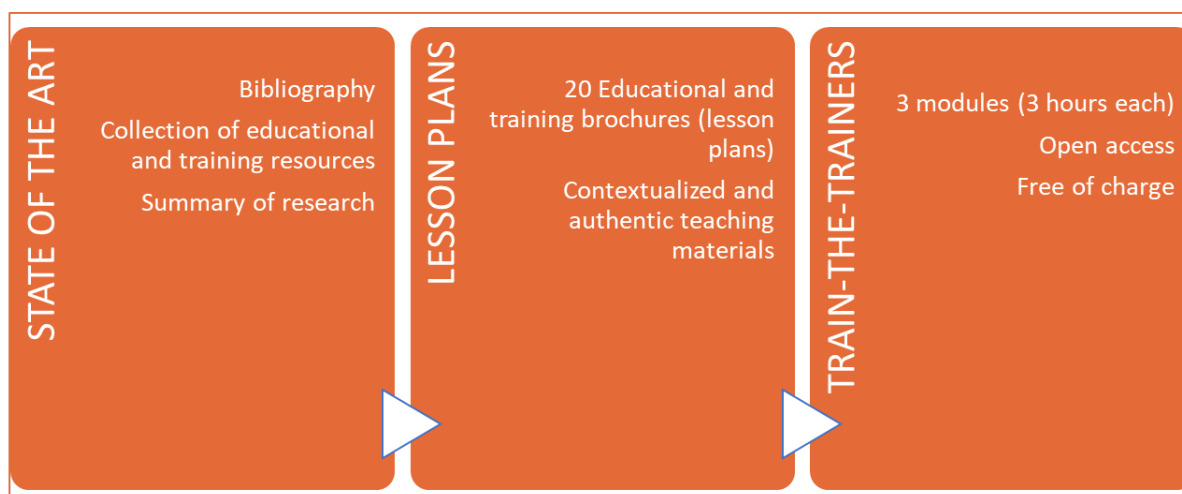 STATE OF THE ART
Bibliography
Collection of educational
and training resources
Summary of research
LESSON PLANS
20 Educational and
training brochures (lesson
plans)
Contextualized and
authentic teaching
materials
TRAIN-THE-TRAINERS
3 modules (3 hours each)
Open access
Free of charge